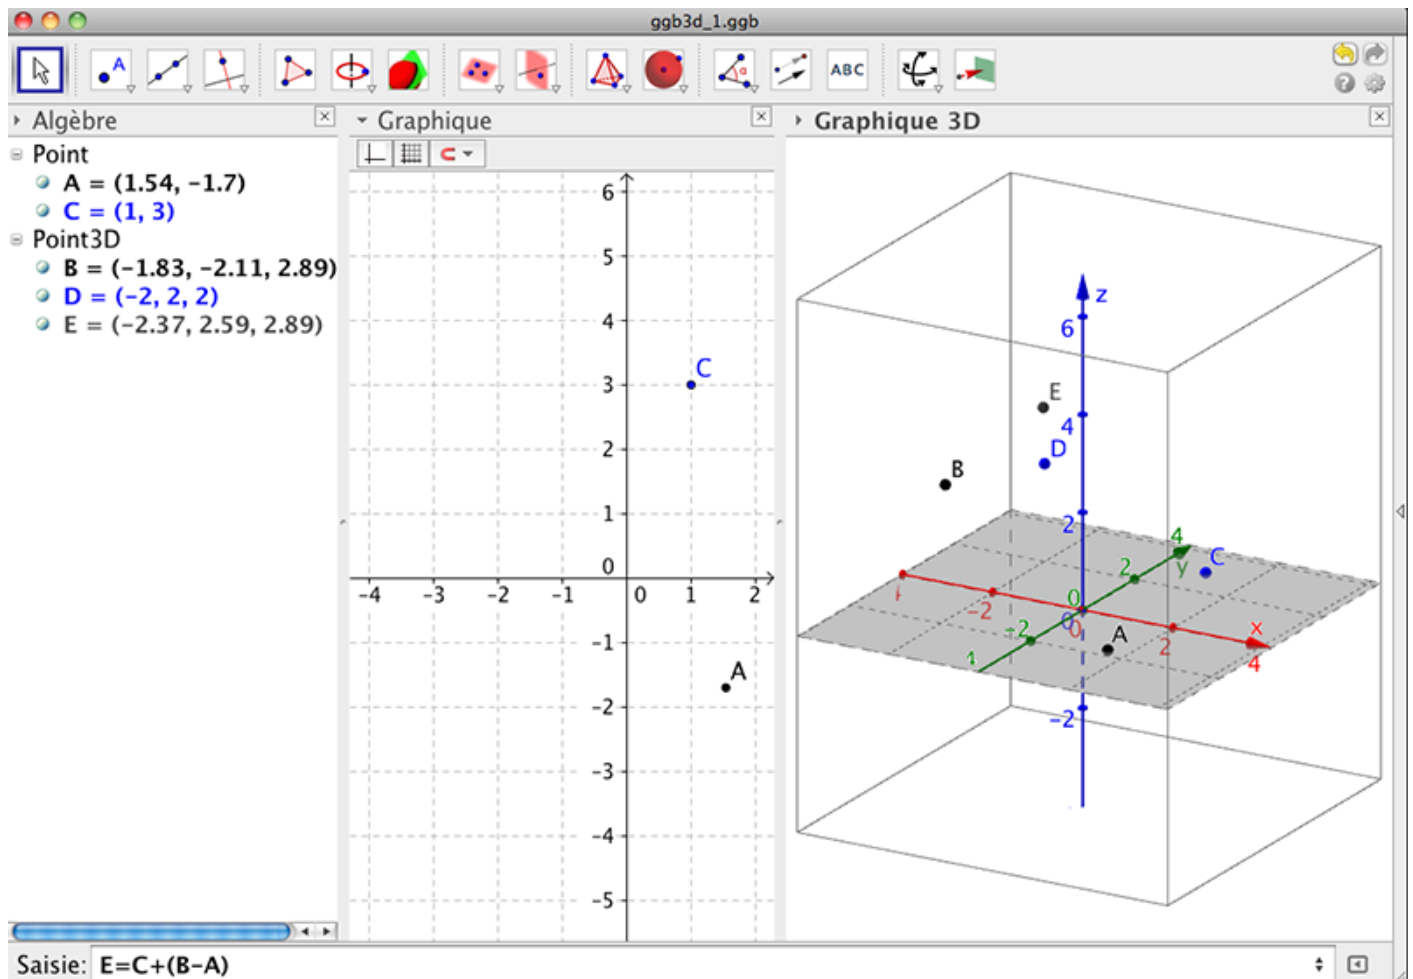 ggb3d_1.ggb
A
a
ABC
?
Algèbre
Graphique
Graphique 3D
Point
A = (1.54, -1.7)
C = (1, 3)
Point3D
B = (-1.83, -2.11, 2.89)
D = (-2, 2, 2)
E = (-2.37, 2.59, 2.89)
6
5
4
C
3
2
1
0
-4 -3 -2 -1 0 1 2
-1
A
-2
-3
-4
-5
z
6
E
4
D
B
2
4
C
y
2
0
-2
0
0
-2
A
2
x
4
-2
Saisie: E=C+(B-A)